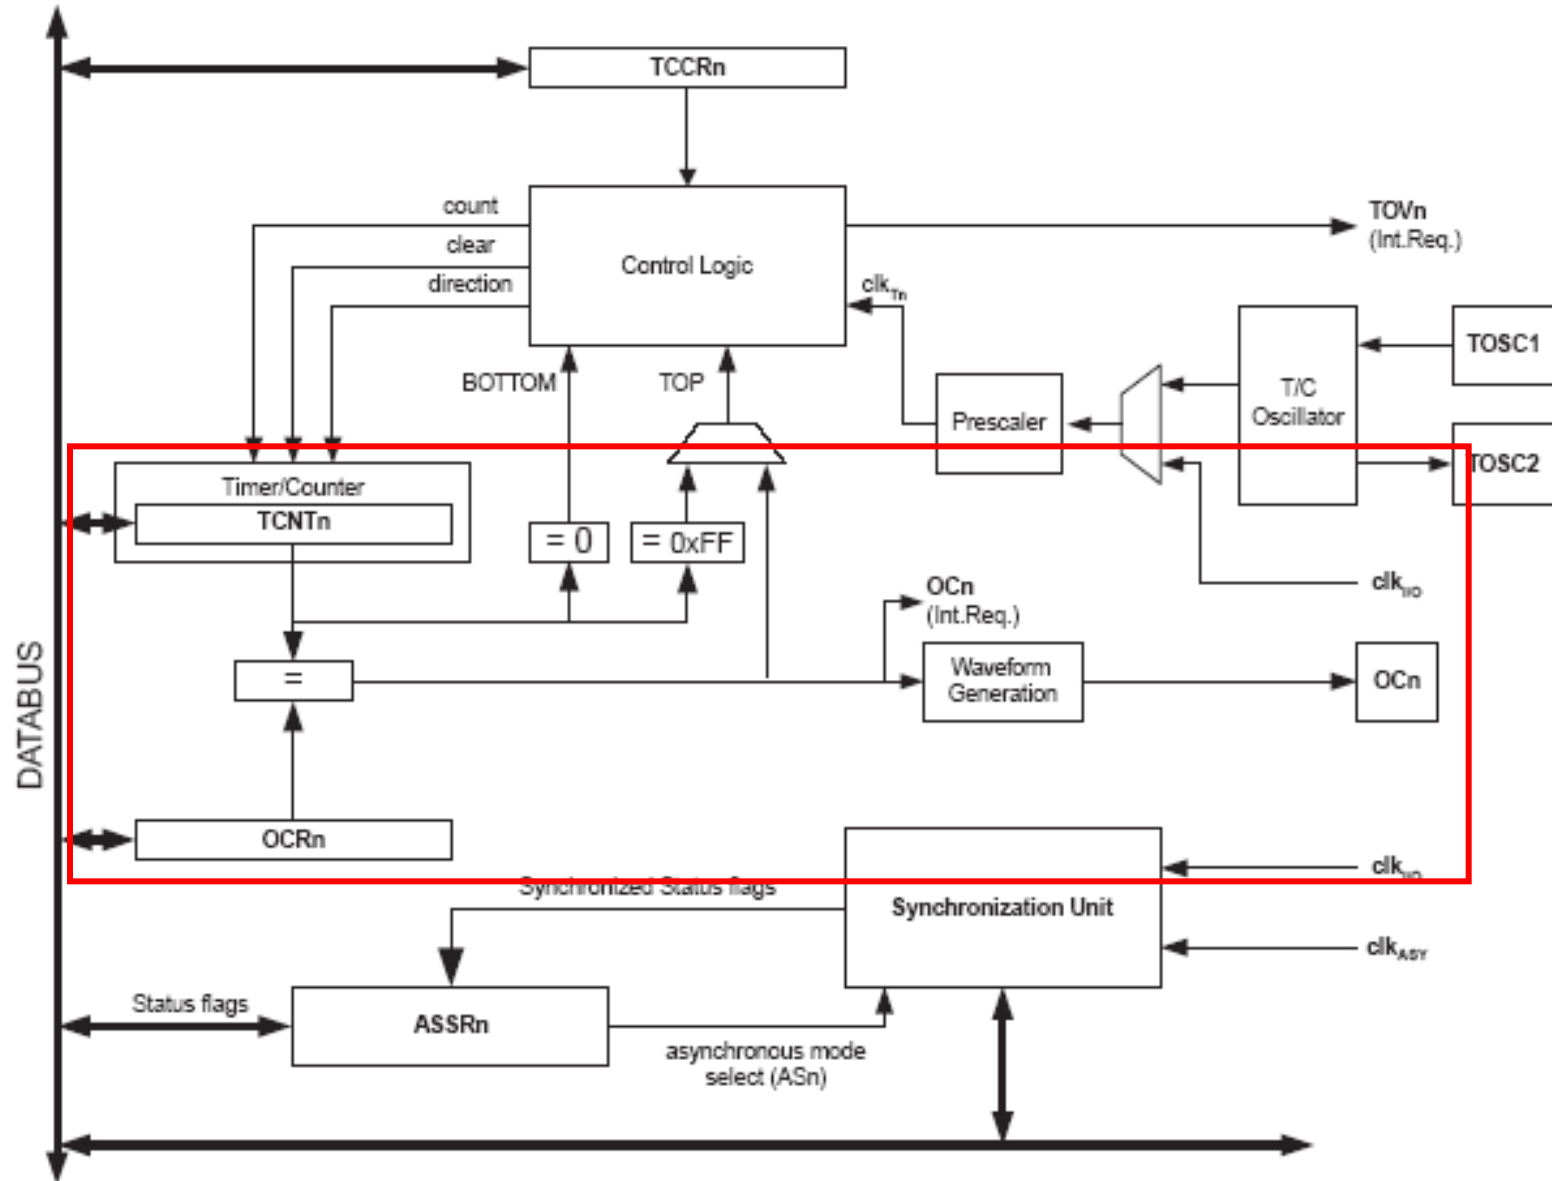 TCCRn
count
clear
direction
Control Logic
TOVn
(Int.Req.)
clkTn
BOTTOM
TOP
Prescaler
T/C
Oscillator
TOSC1
TOSC2
Timer/Counter
TCNTn
= 0
= 0xFF
clkI/O
OCn
(Int.Req.)
=
Waveform
Generation
OCn
DATABUS
OCRn
clkI/O
Synchronized Status flags
Synchronization Unit
clkASY
Status flags
ASSRn
asynchronous mode
select (ASn)